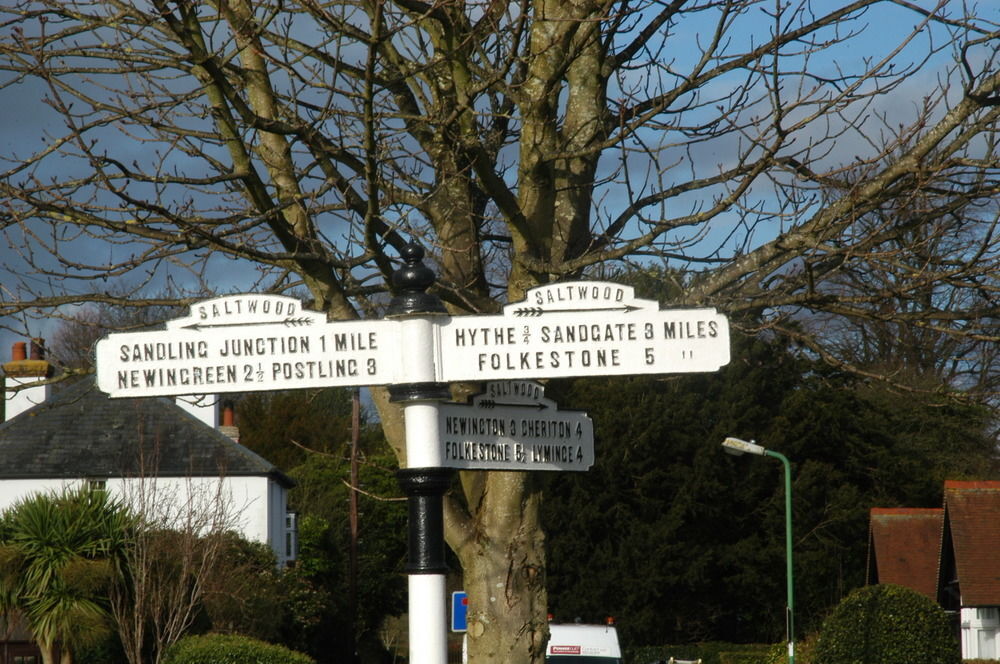 SALTWOOD
SANDLING JUNCTION 1 MILE
NEWINGREEN 2½ POSTLING 3
SALTWOOD
HYTHE ¾ SANDGATE 3 MILES
FOLKESTONE 5 "
SALTWOOD
NEWINGTON 3 CHERITON 4
FOLKESTONE 5½ LYMINGE 4